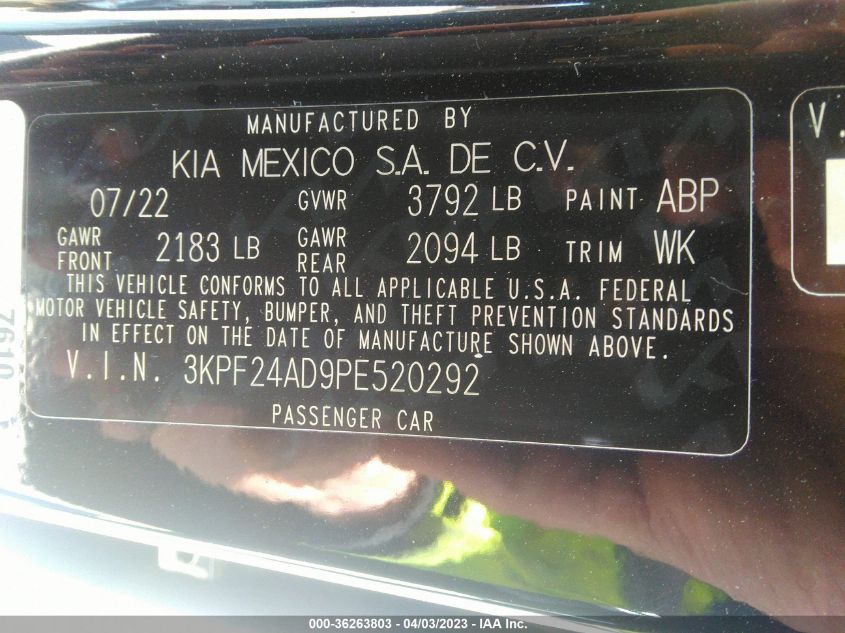 MANUFACTURED BY
KIA MEXICO S.A. DE C.V.
07/22 GVWR 3792 LB PAINT ABP
GAWR FRONT 2183 LB GAWR REAR 2094 LB TRIM WK
THIS VEHICLE CONFORMS TO ALL APPLICABLE U.S.A. FEDERAL
MOTOR VEHICLE SAFETY, BUMPER, AND THEFT PREVENTION STANDARDS
IN EFFECT ON THE DATE OF MANUFACTURE SHOWN ABOVE.
V.I.N. 3KPF24AD9PE520292
PASSENGER CAR
V.
7610
000-36263803 - 04/03/2023 - IAA Inc.